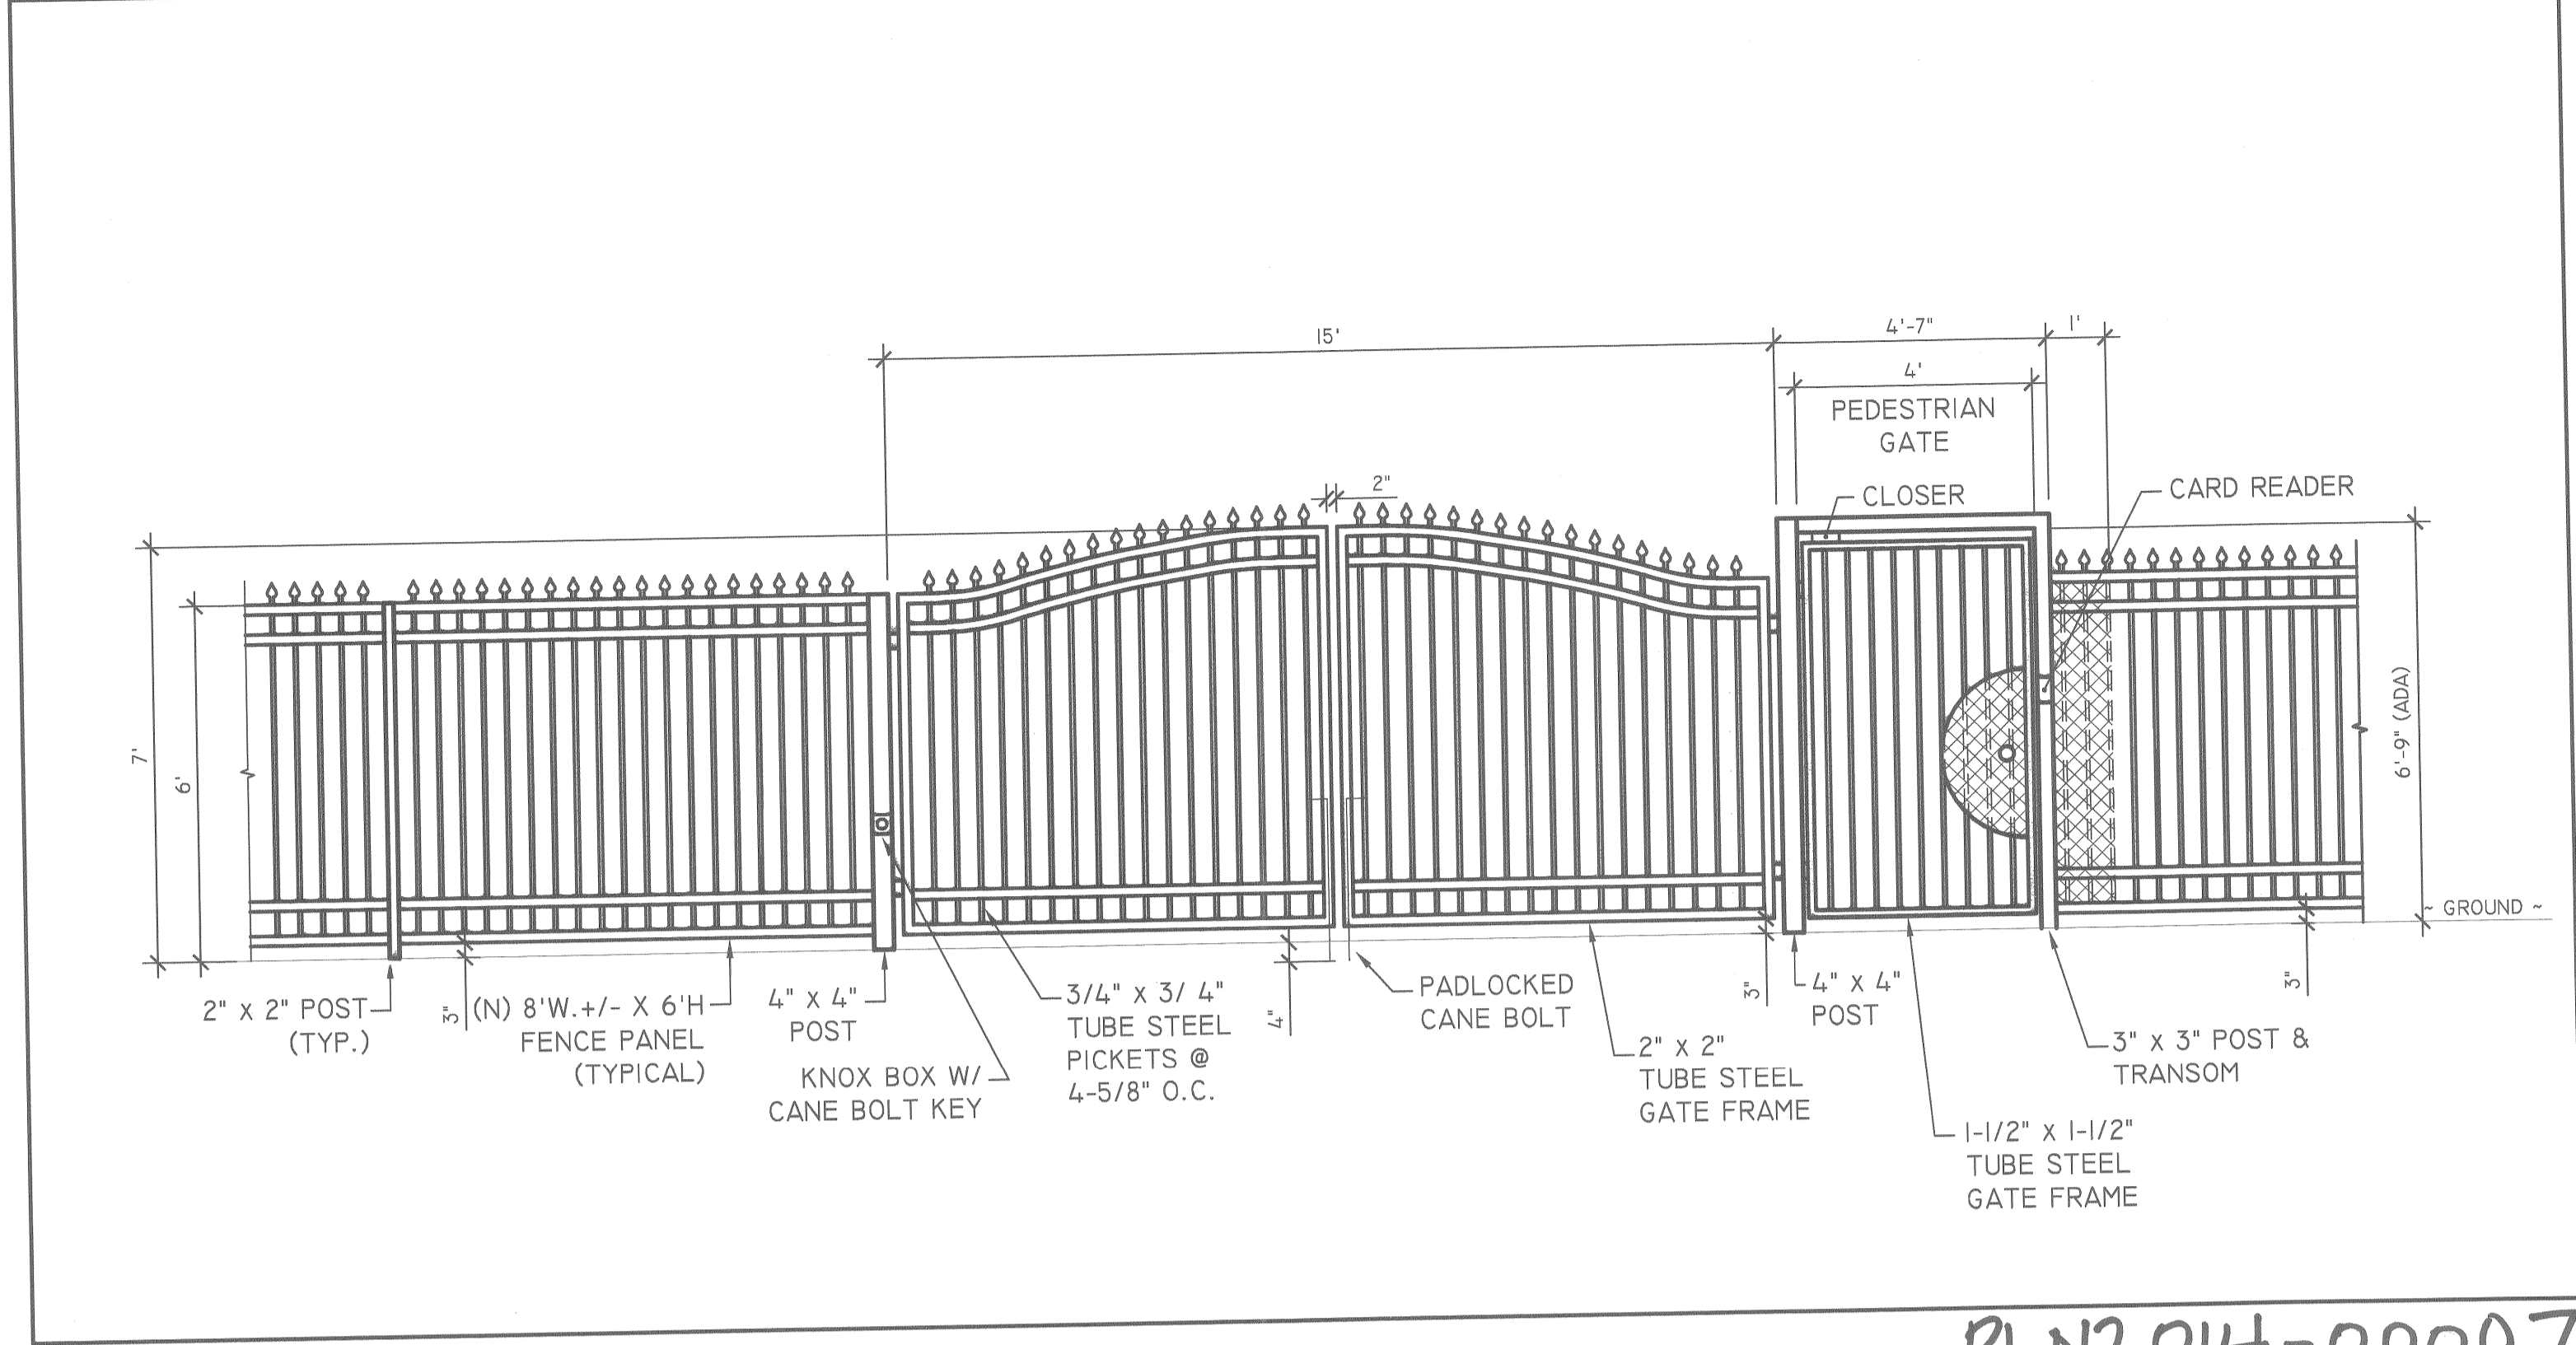 15'
4'-7"
1'
4'
PEDESTRIAN
GATE
2"
CLOSER
CARD READER
7'
6'
6'-9" (ADA)
~ GROUND ~
2" X 2" POST
(TYP.)
3"
(N) 8'W.+/- X 6'H
FENCE PANEL
(TYPICAL)
4" X 4"
POST
KNOX BOX W/
CANE BOLT KEY
3/4" X 3/ 4"
TUBE STEEL
PICKETS @
4-5/8" O.C.
4"
PADLOCKED
CANE BOLT
2" X 2"
TUBE STEEL
GATE FRAME
3"
4" X 4"
POST
1-1/2" X 1-1/2"
TUBE STEEL
GATE FRAME
3" X 3" POST &
TRANSOM
3"